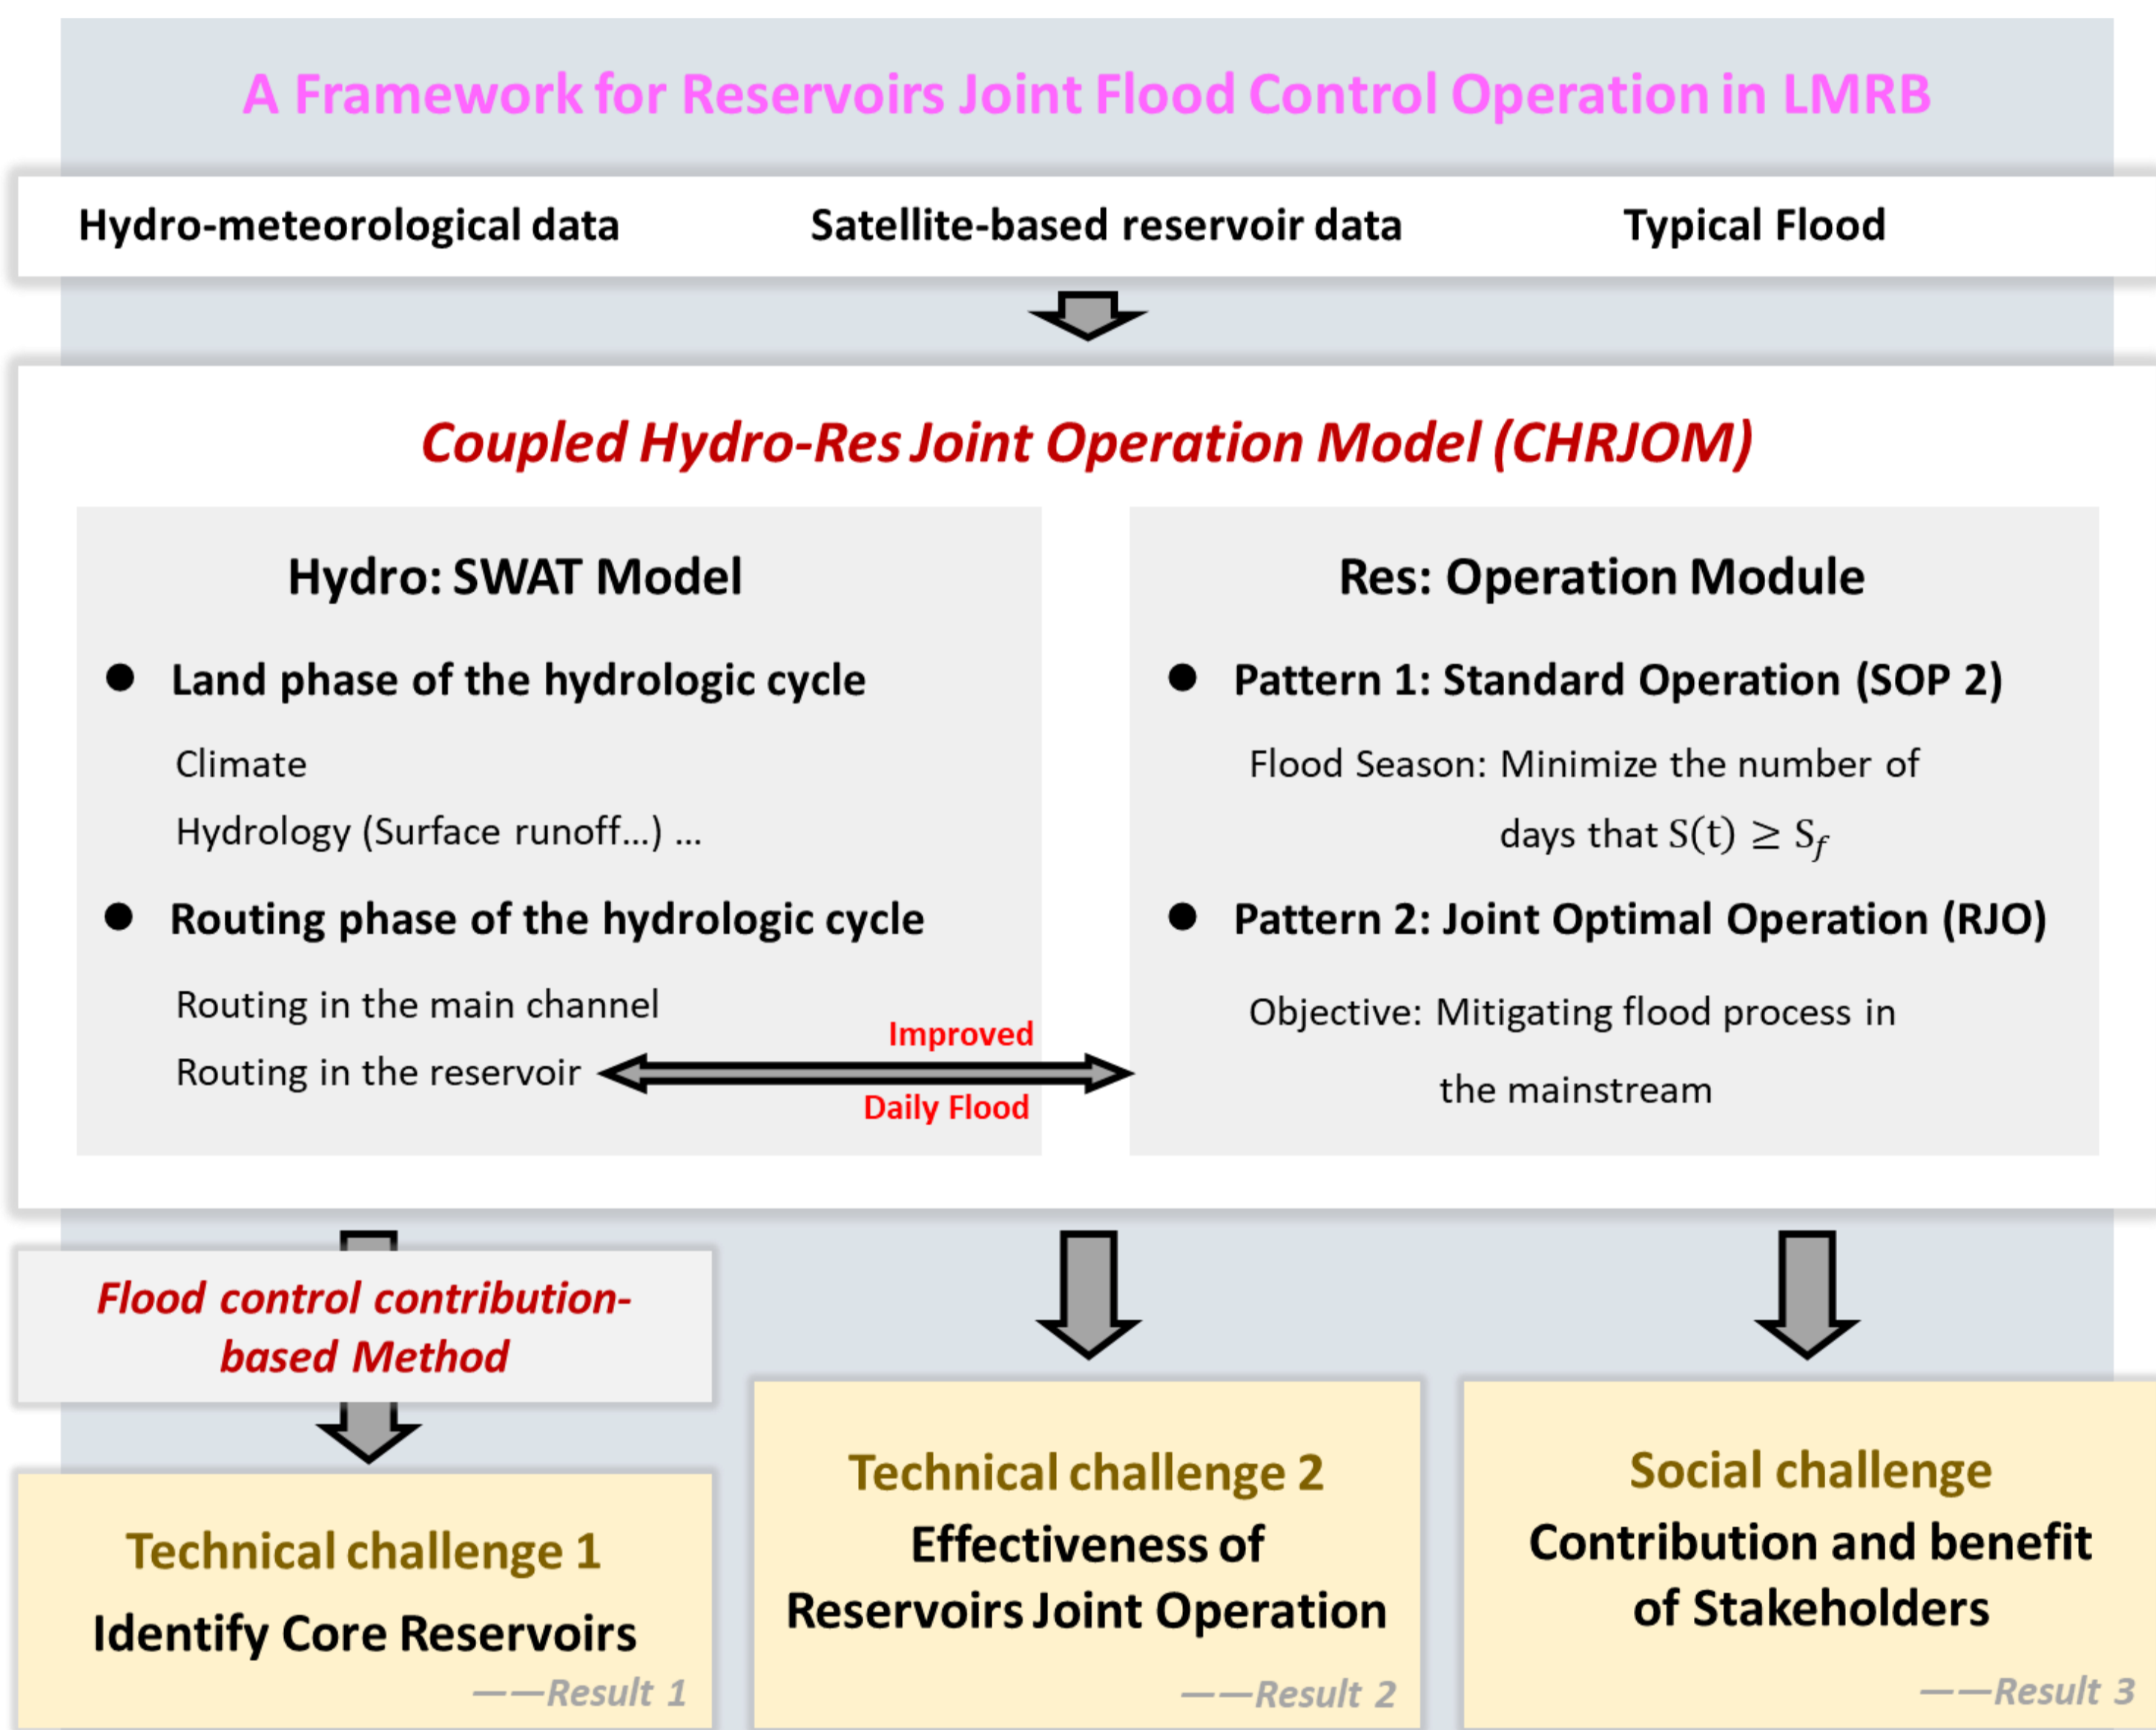 A Framework for Reservoirs Joint Flood Control Operation in LMRB
Hydro-meteorological data
Satellite-based reservoir data
Typical Flood
Coupled Hydro-Res Joint Operation Model (CHRJOM)
Hydro: SWAT Model
● Land phase of the hydrologic cycle
Climate
Hydrology (Surface runoff...) ...
● Routing phase of the hydrologic cycle
Routing in the main channel
Routing in the reservoir
Improved
Daily Flood
Res: Operation Module
● Pattern 1: Standard Operation (SOP 2)
Flood Season: Minimize the number of
days that S(t) ≥ S_f
● Pattern 2: Joint Optimal Operation (RJO)
Objective: Mitigating flood process in
the mainstream
Flood control contribution-
based Method
Technical challenge 1
Identify Core Reservoirs
——Result 1
Technical challenge 2
Effectiveness of
Reservoirs Joint Operation
——Result 2
Social challenge
Contribution and benefit
of Stakeholders
——Result 3